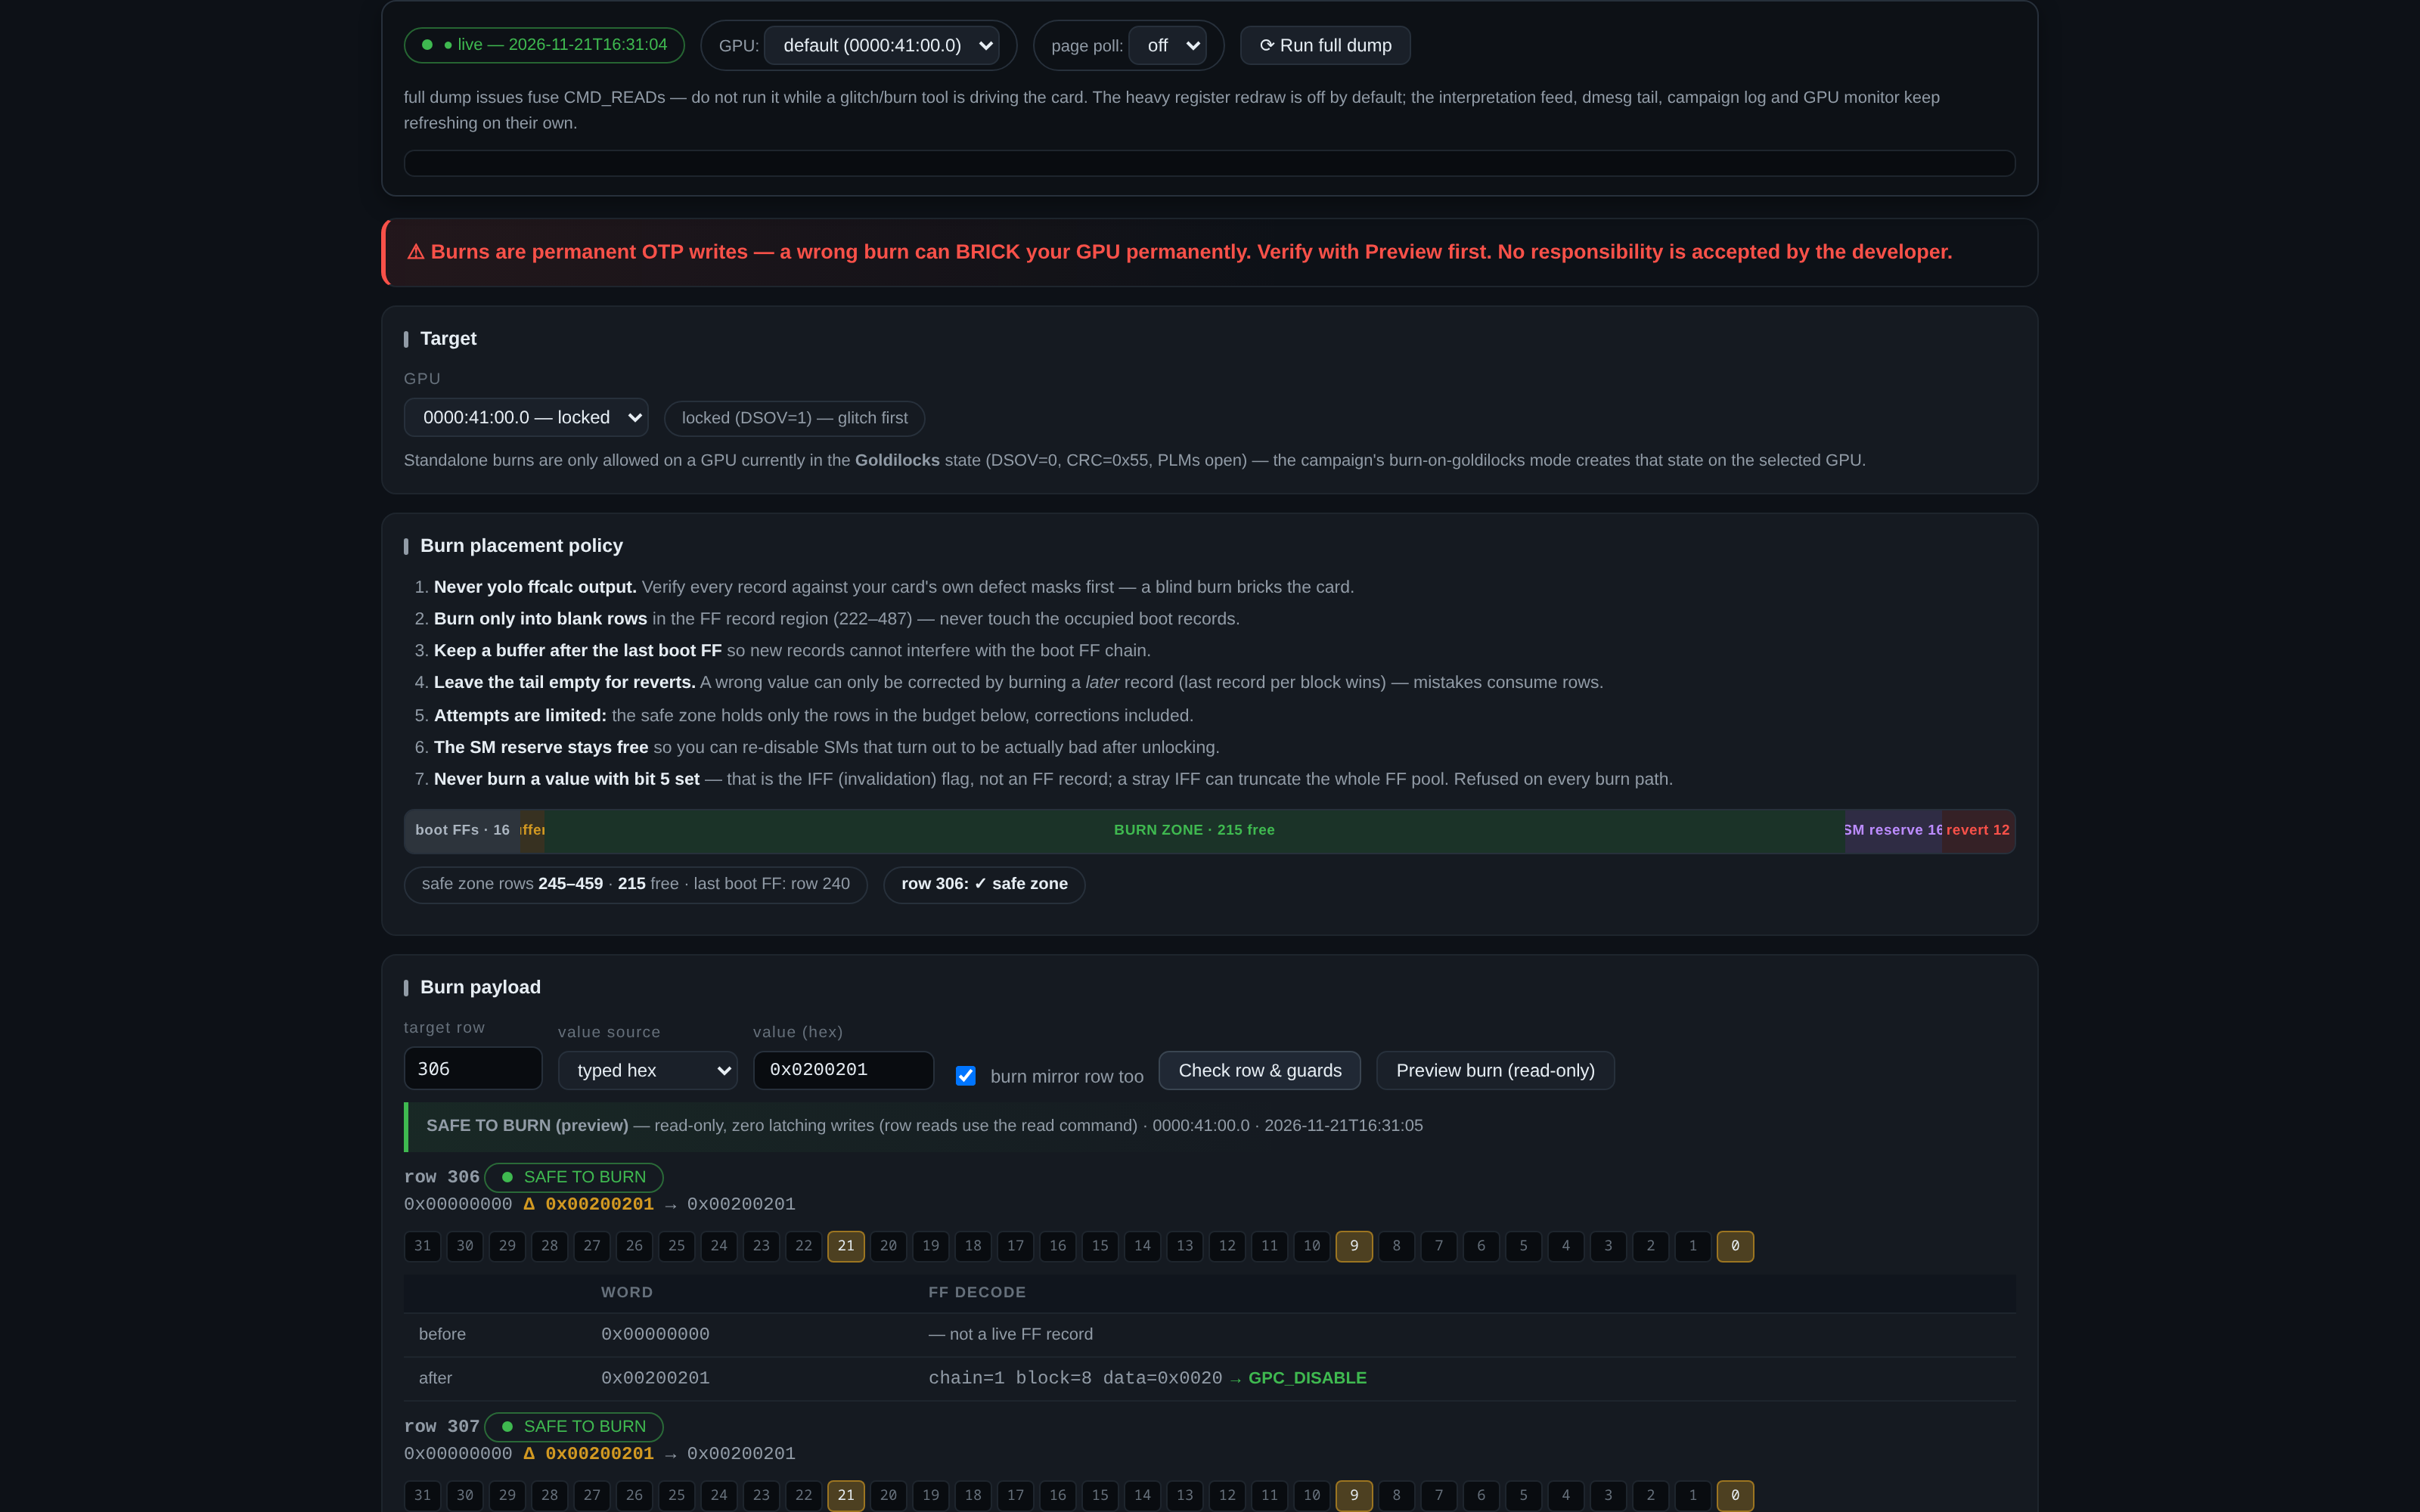 ● live — 2026-11-21T16:31:04 GPU: default (0000:41:00.0) page poll: off ⟳ Run full dump
full dump issues fuse CMD_READs — do not run it while a glitch/burn tool is driving the card. The heavy register redraw is off by default; the interpretation feed, dmesg tail, campaign log and GPU monitor keep
refreshing on their own.
⚠ Burns are permanent OTP writes — a wrong burn can BRICK your GPU permanently. Verify with Preview first. No responsibility is accepted by the developer.
Target
GPU
0000:41:00.0 — locked locked (DSOV=1) — glitch first
Standalone burns are only allowed on a GPU currently in the Goldilocks state (DSOV=0, CRC=0x55, PLMs open) — the campaign's burn-on-goldilocks mode creates that state on the selected GPU.
Burn placement policy
1. Never yolo ffcalc output. Verify every record against your card's own defect masks first — a blind burn bricks the card.
2. Burn only into blank rows in the FF record region (222–487) — never touch the occupied boot records.
3. Keep a buffer after the last boot FF so new records cannot interfere with the boot FF chain.
4. Leave the tail empty for reverts. A wrong value can only be corrected by burning a later record (last record per block wins) — mistakes consume rows.
5. Attempts are limited: the safe zone holds only the rows in the budget below, corrections included.
6. The SM reserve stays free so you can re-disable SMs that turn out to be actually bad after unlocking.
7. Never burn a value with bit 5 set — that is the IFF (invalidation) flag, not an FF record; a stray IFF can truncate the whole FF pool. Refused on every burn path.
boot FFs · 16 uffer BURN ZONE · 215 free SM reserve 16 revert 12
safe zone rows 245–459 · 215 free · last boot FF: row 240 row 306: ✓ safe zone
Burn payload
target row value source value (hex)
306 typed hex 0x0200201 burn mirror row too Check row & guards Preview burn (read-only)
SAFE TO BURN (preview) — read-only, zero latching writes (row reads use the read command) · 0000:41:00.0 · 2026-11-21T16:31:05
row 306 SAFE TO BURN
0x00000000 Δ 0x00200201 → 0x00200201
31 30 29 28 27 26 25 24 23 22 21 20 19 18 17 16 15 14 13 12 11 10 9 8 7 6 5 4 3 2 1 0
WORD FF DECODE
before 0x00000000 — not a live FF record
after 0x00200201 chain=1 block=8 data=0x0020 → GPC_DISABLE
row 307 SAFE TO BURN
0x00000000 Δ 0x00200201 → 0x00200201
31 30 29 28 27 26 25 24 23 22 21 20 19 18 17 16 15 14 13 12 11 10 9 8 7 6 5 4 3 2 1 0